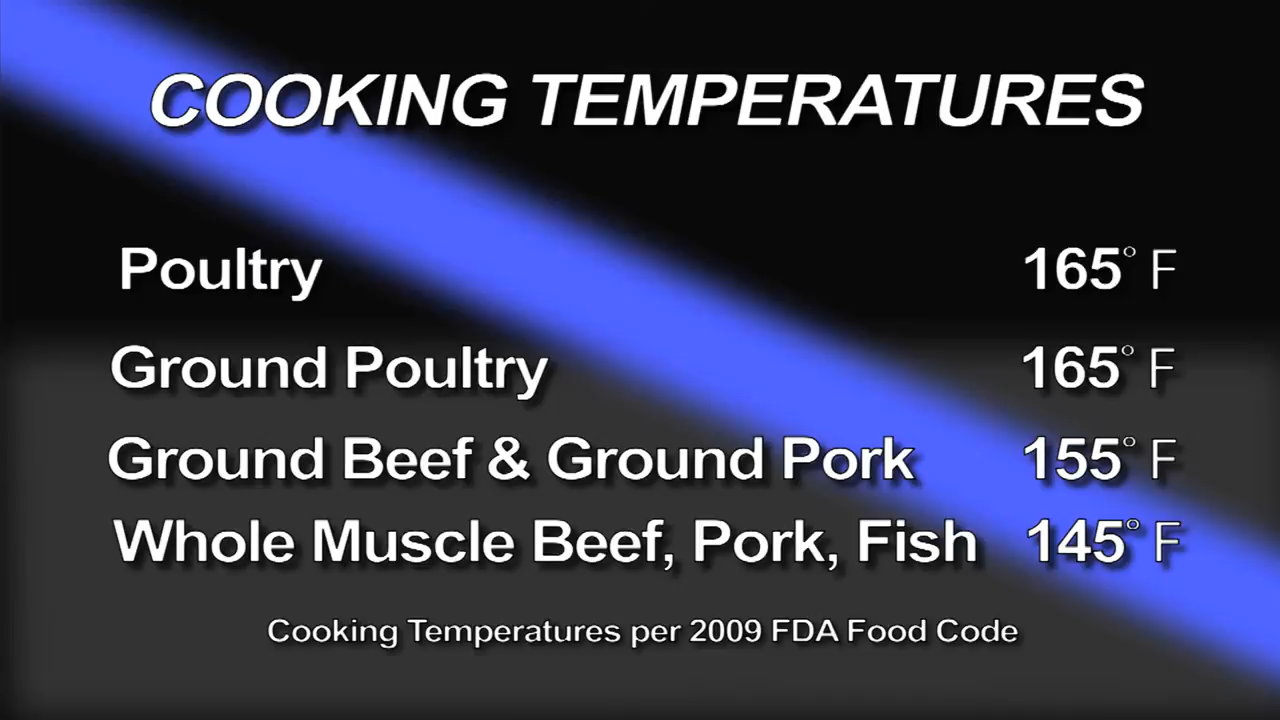 COOKING TEMPERATURES
Poultry 165° F
Ground Poultry 165° F
Ground Beef & Ground Pork 155° F
Whole Muscle Beef, Pork, Fish 145° F
Cooking Temperatures per 2009 FDA Food Code